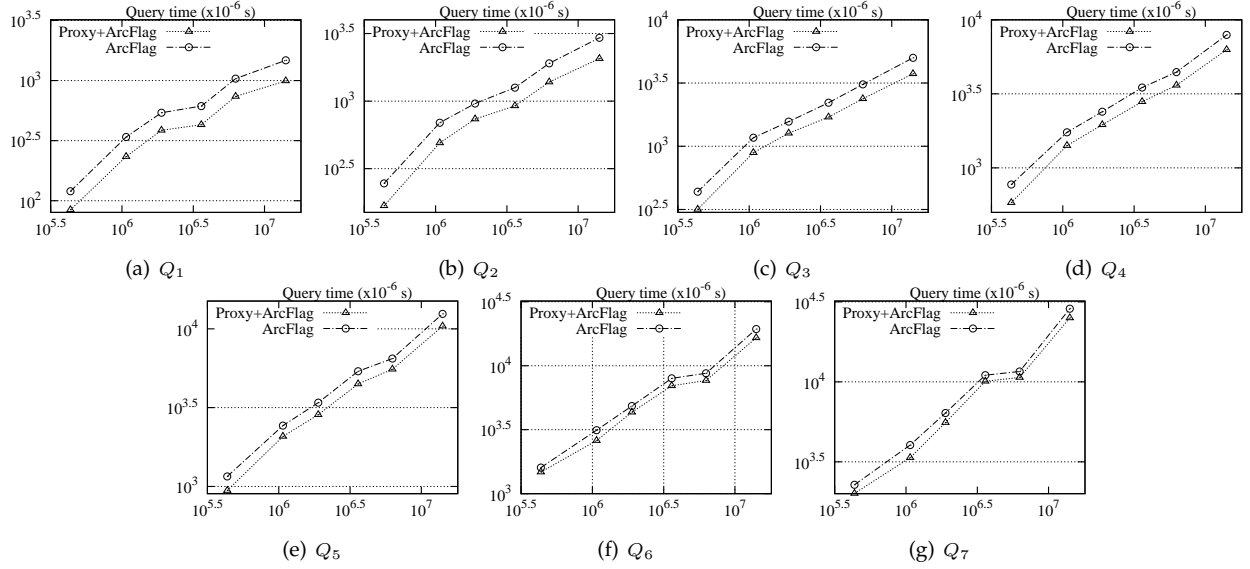 Query time (x10^-6 s)
Proxy+ArcFlag
ArcFlag
10^3.5
10^3
10^2.5
10^2
10^5.5 10^6 10^6.5 10^7
(a) Q1
Query time (x10^-6 s)
Proxy+ArcFlag
ArcFlag
10^3.5
10^3
10^2.5
10^5.5 10^6 10^6.5 10^7
(b) Q2
Query time (x10^-6 s)
Proxy+ArcFlag
ArcFlag
10^4
10^3.5
10^3
10^2.5
10^5.5 10^6 10^6.5 10^7
(c) Q3
Query time (x10^-6 s)
Proxy+ArcFlag
ArcFlag
10^4
10^3.5
10^3
10^5.5 10^6 10^6.5 10^7
(d) Q4
Query time (x10^-6 s)
Proxy+ArcFlag
ArcFlag
10^4
10^3.5
10^3
10^5.5 10^6 10^6.5 10^7
(e) Q5
Query time (x10^-6 s)
Proxy+ArcFlag
ArcFlag
10^4.5
10^4
10^3.5
10^3
10^5.5 10^6 10^6.5 10^7
(f) Q6
Query time (x10^-6 s)
Proxy+ArcFlag
ArcFlag
10^4.5
10^4
10^3.5
10^5.5 10^6 10^6.5 10^7
(g) Q7